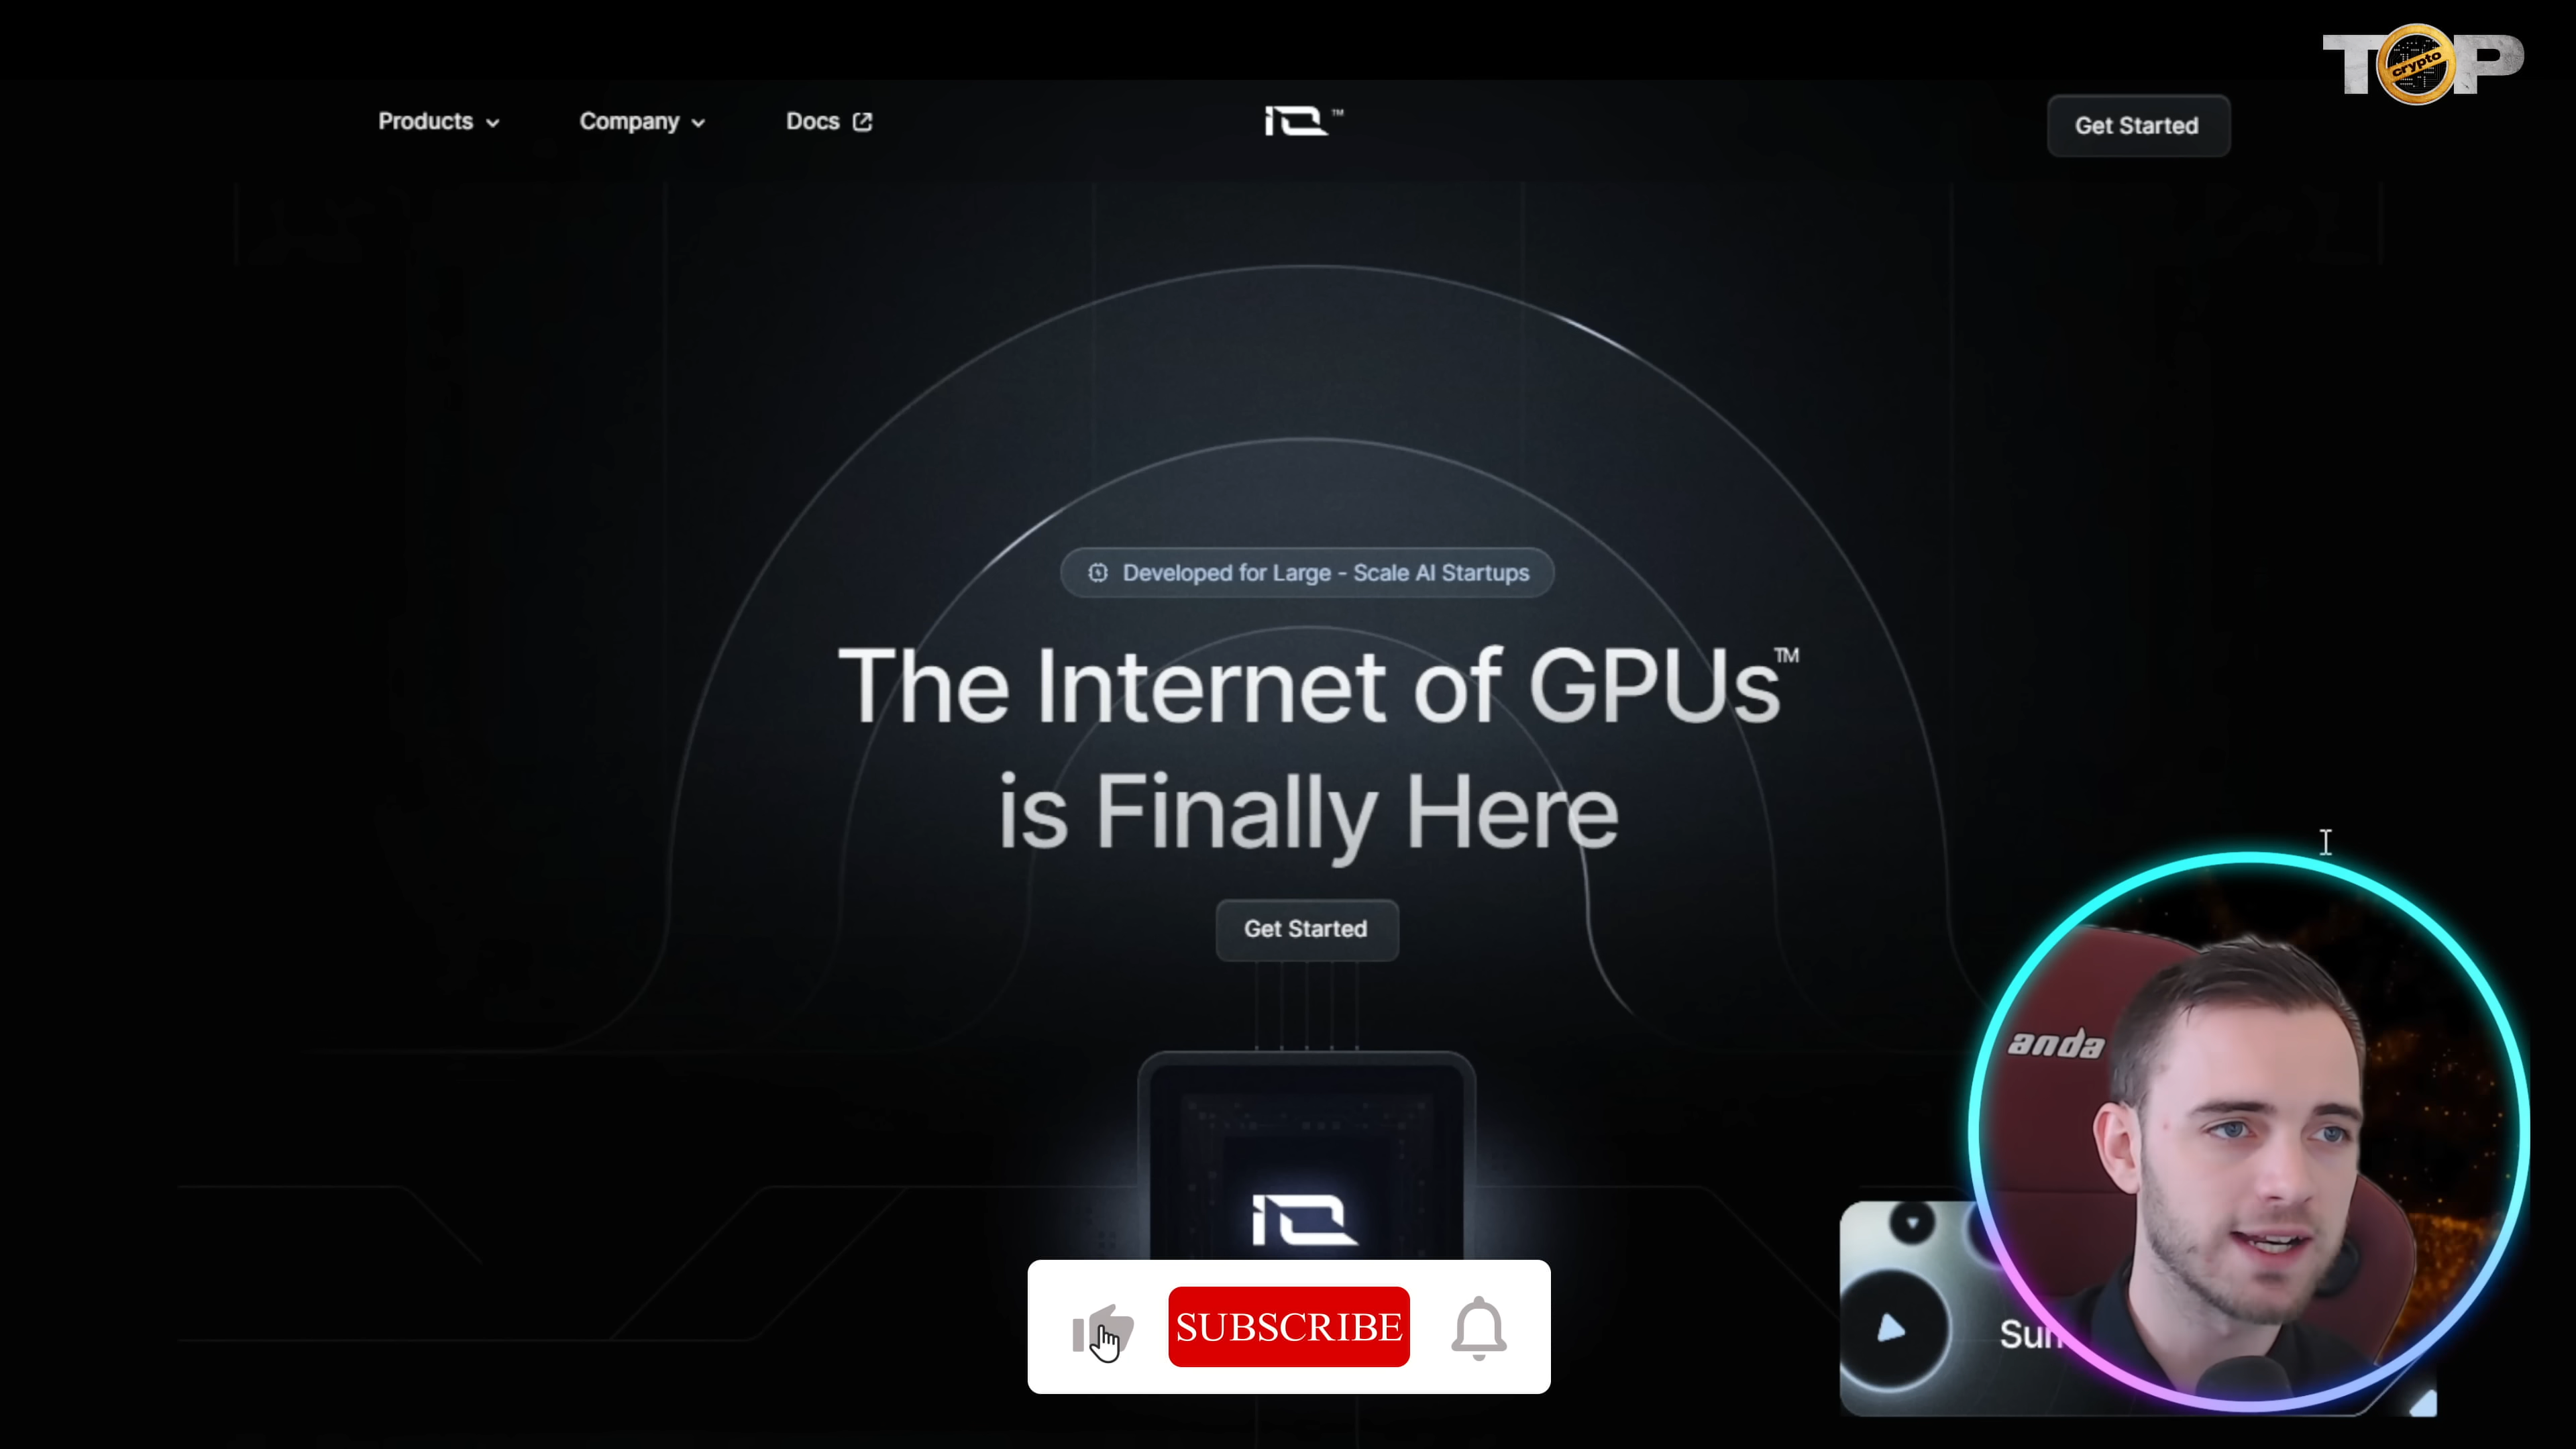 TOP
crypto
Products
Company
Docs
IO™
Get Started
Developed for Large - Scale AI Startups
The Internet of GPUs™
is Finally Here
Get Started
anda
IO
SUBSCRIBE